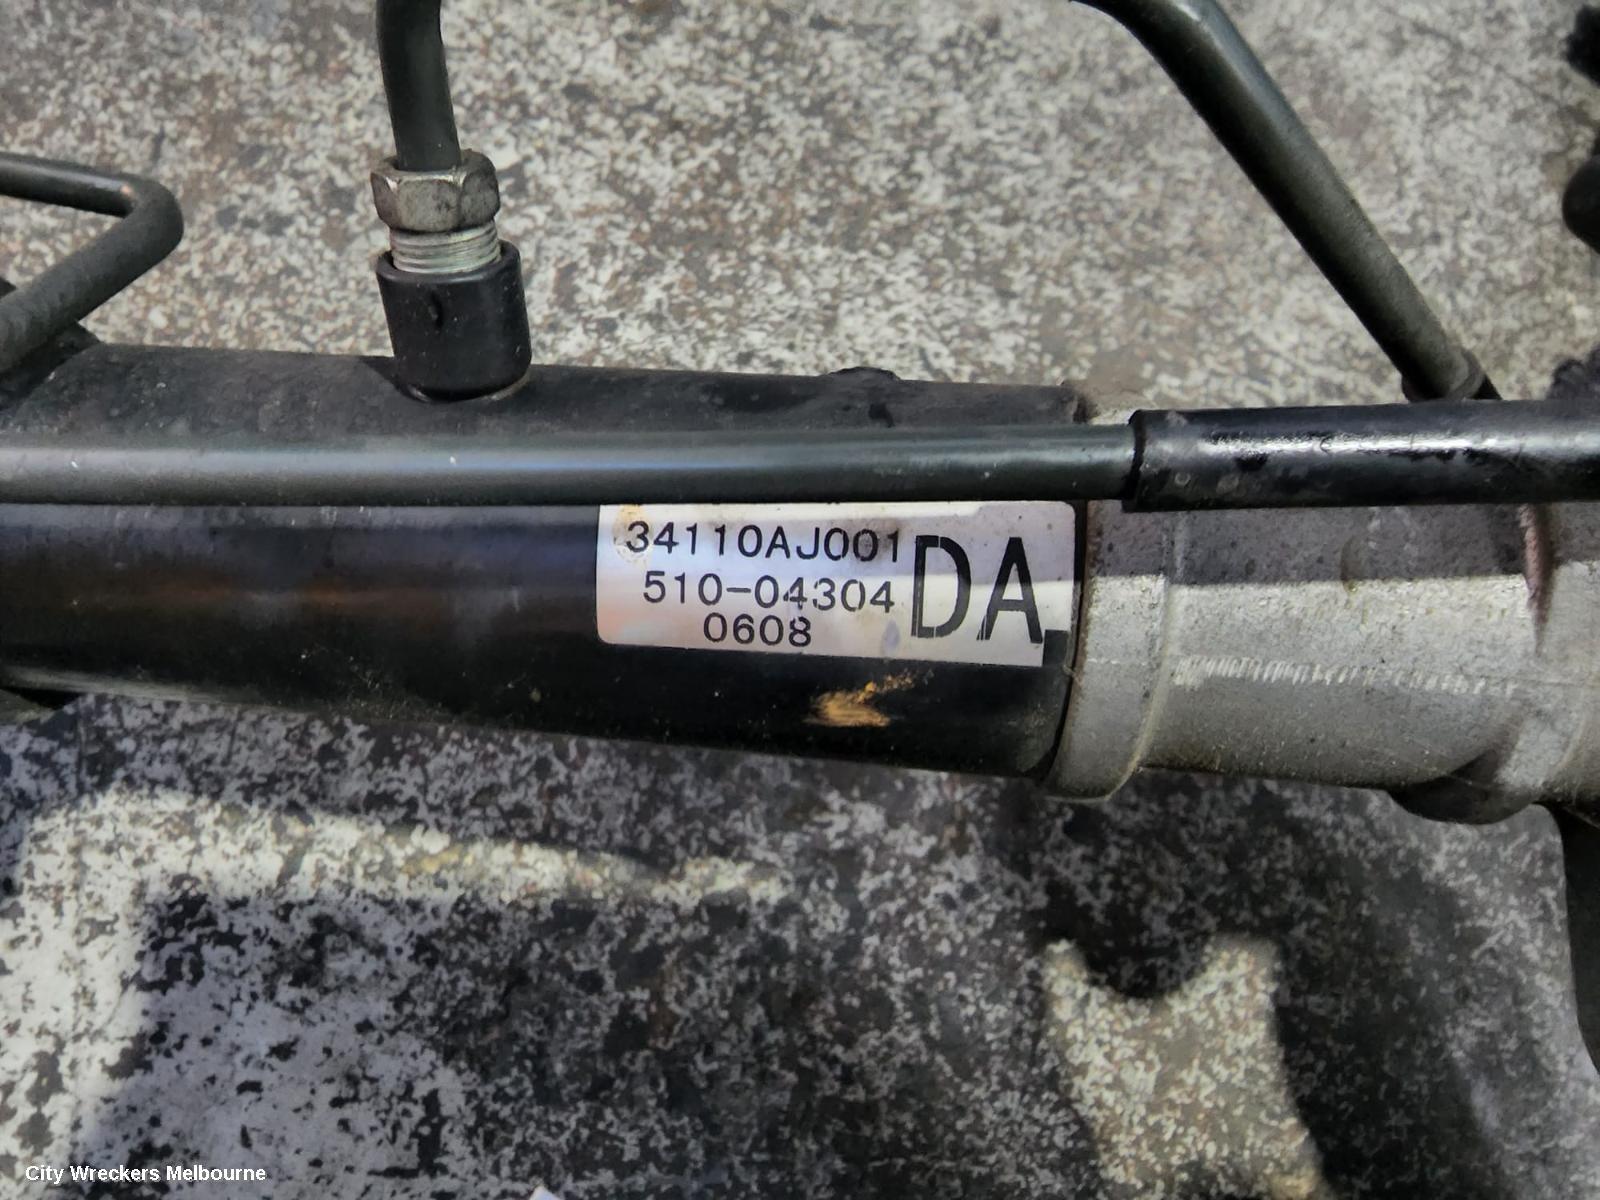 34110AJ001
510-04304
0608
DA
City Wreckers Melbourne